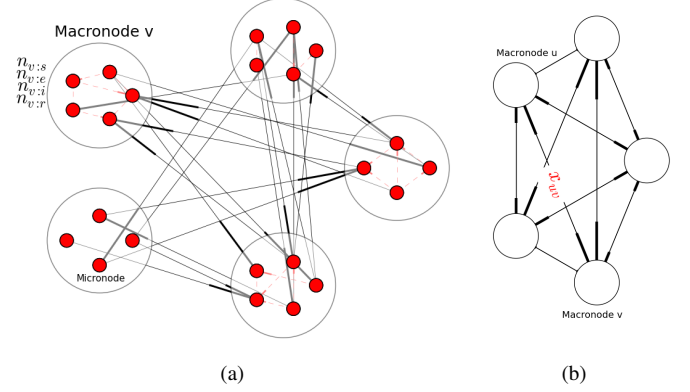 Macronode v
n_{v:s}
n_{v:e}
n_{v:i}
n_{v:r}
Micronode
(a)
Macronode u
x_{uv}
Macronode v
(b)